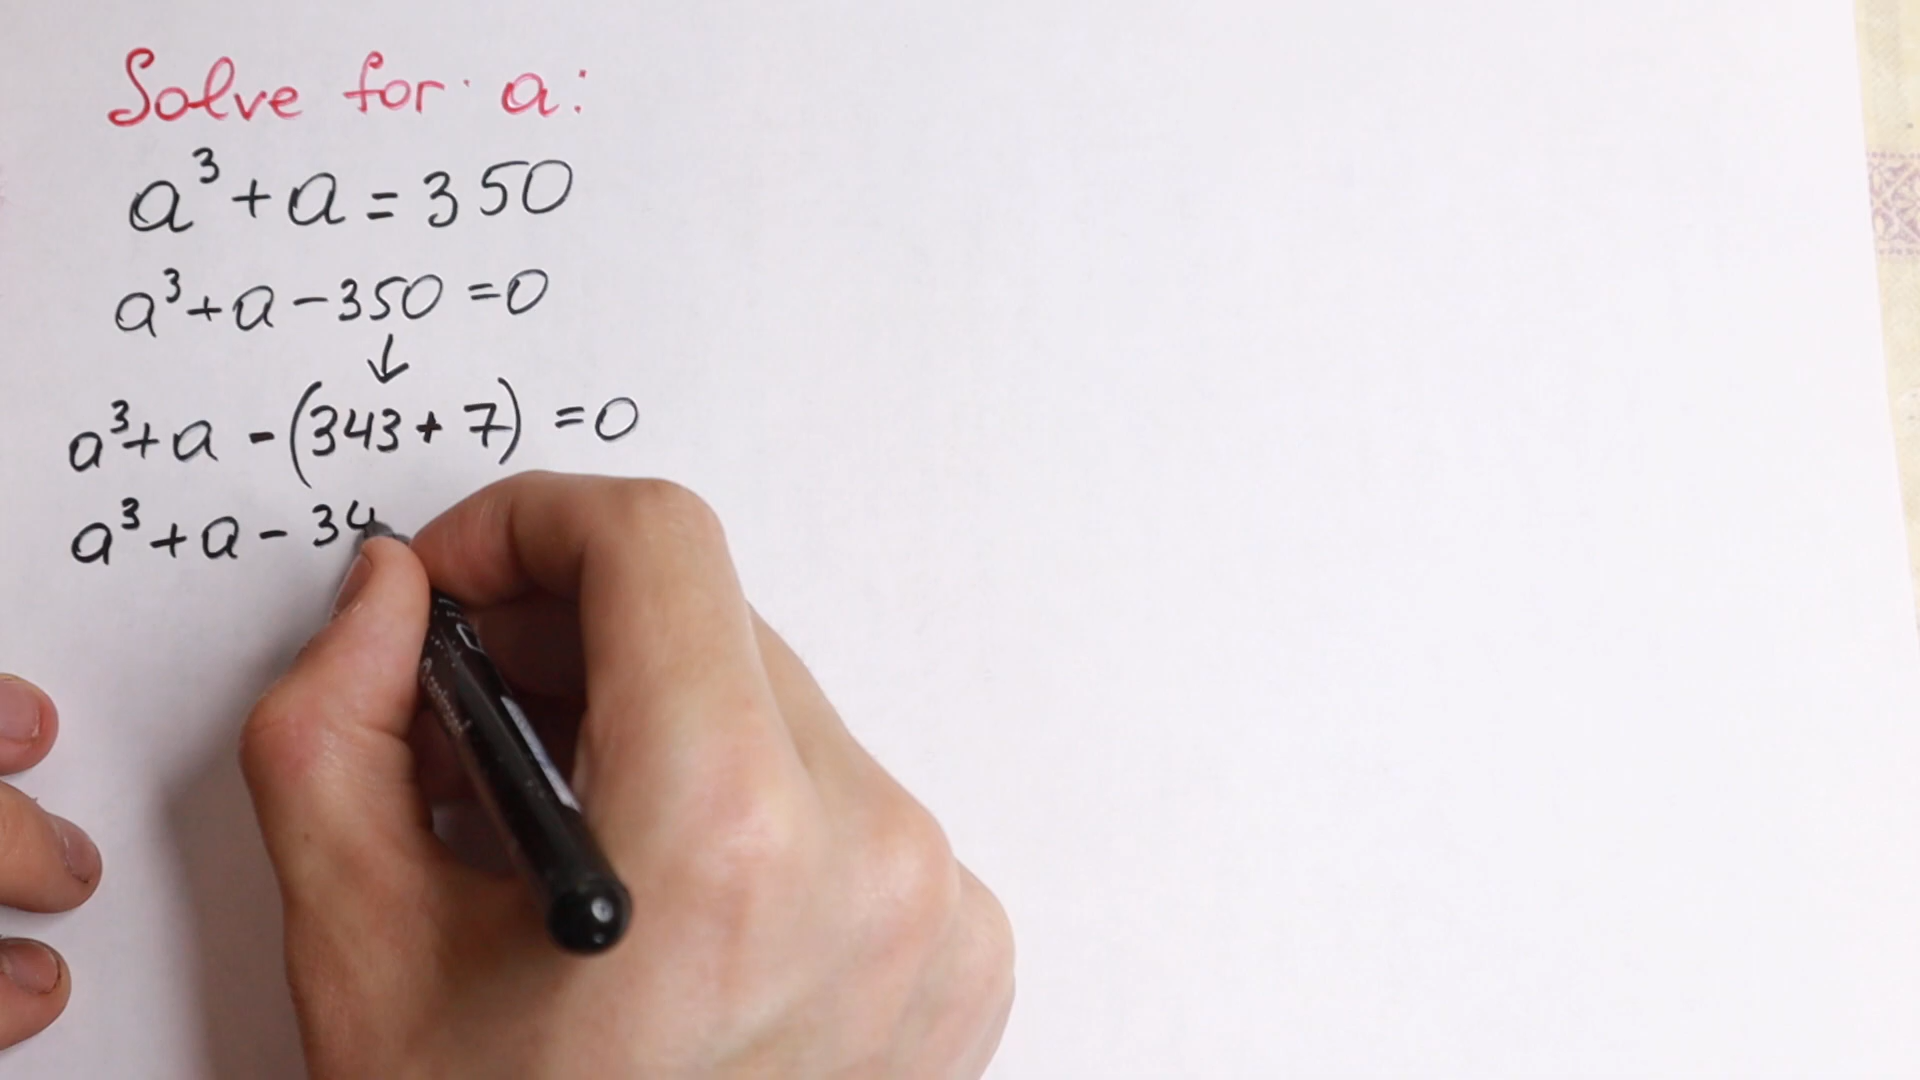 Solve for a:
a³+a=350
a³+a-350=0
↓
a³+a-(343+7)=0
a³+a-34